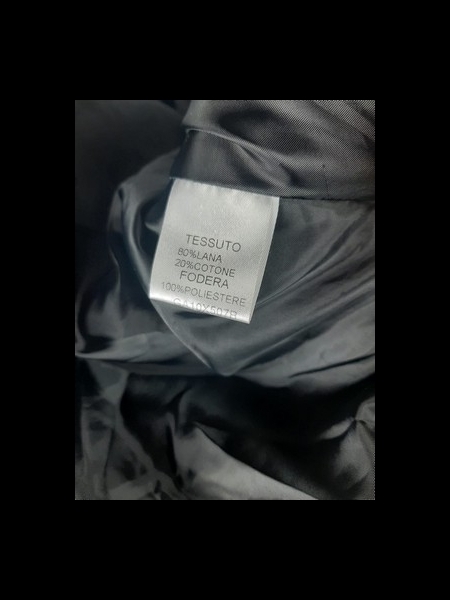 TESSUTO
80%LANA
20%COTONE
FODERA
100%POLIESTERE